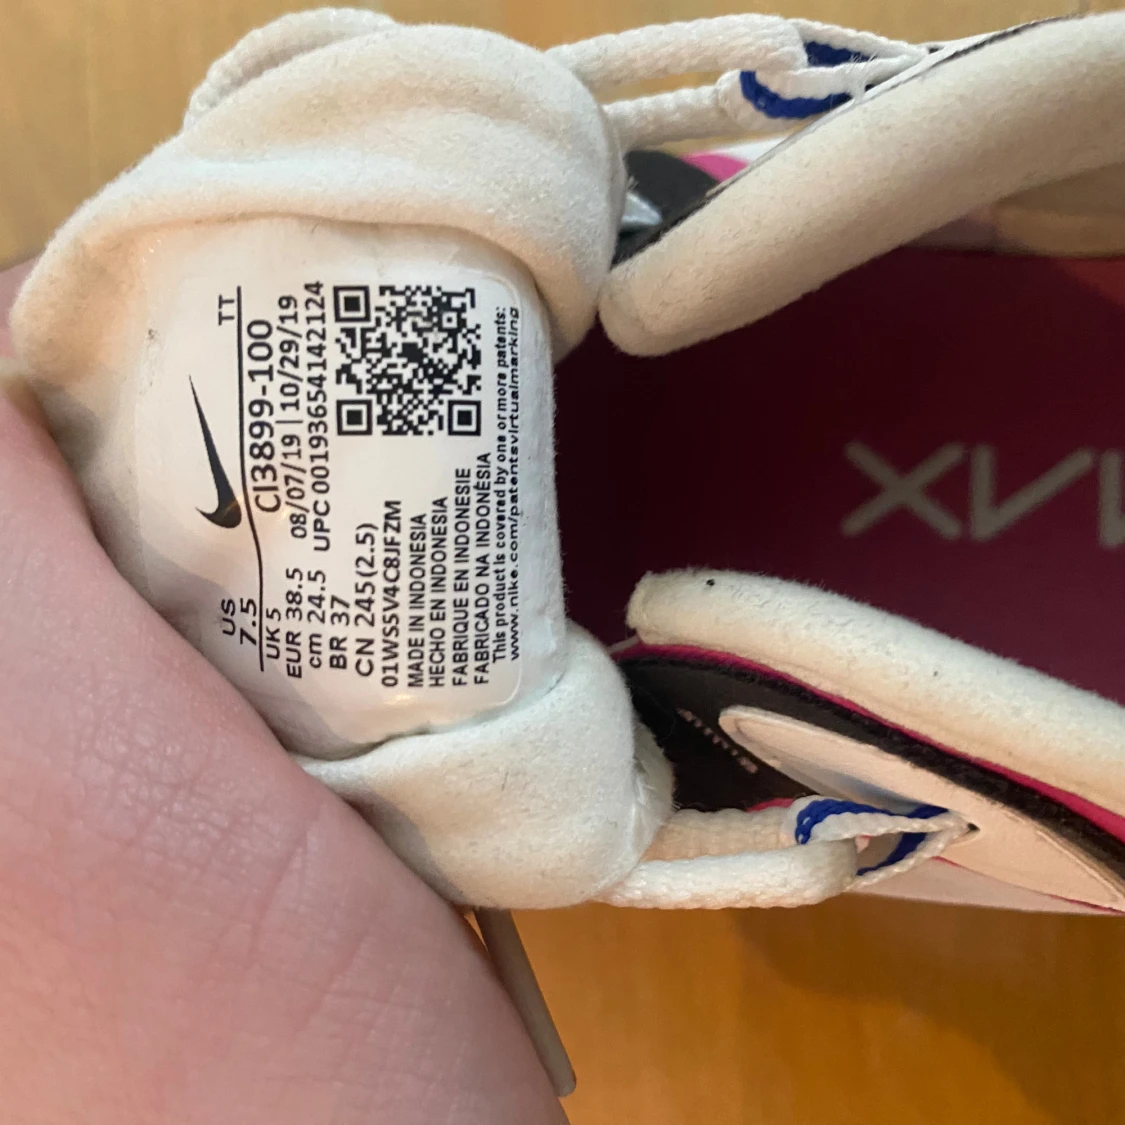 US
7.5
TT
UK 5
CI3899-100
EUR 38.5
08/07/19 | 10/29/19
cm 24.5
UPC 00193654142124
BR 37
CN 245(2.5)
01WS5V4C8JFZM
MADE IN INDONESIA
HECHO EN INDONESIA
FABRIQUE EN INDONESIE
FABRICADO NA INDONÉSIA
This product is covered by one or more patents:
www.nike.com/patentsvirtualmarking